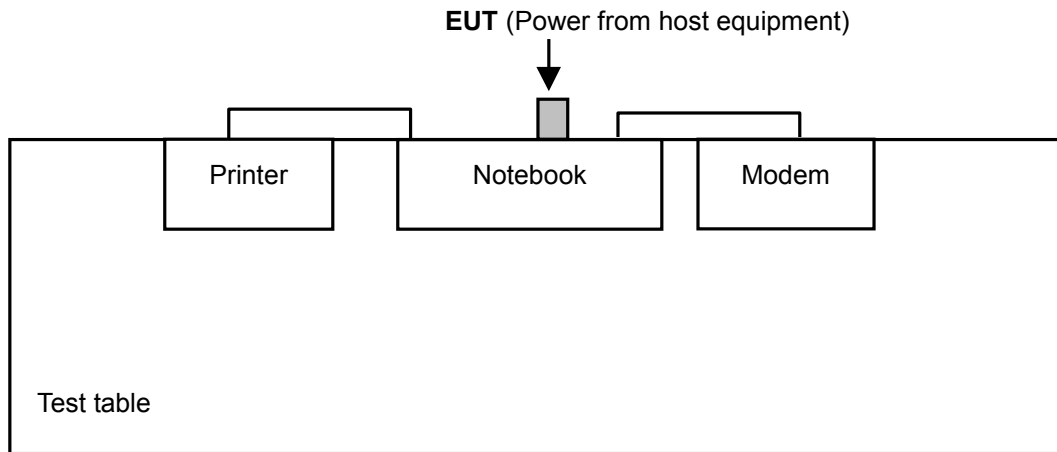 EUT (Power from host equipment)
Printer
Notebook
Modem
Test table